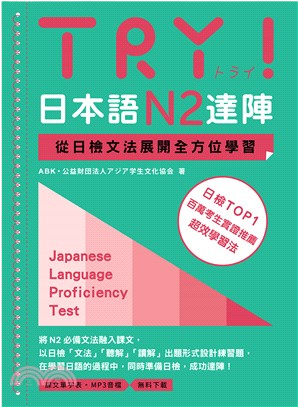 TRY！
トライ
日本語N2達陣
從日檢文法展開全方位學習
ABK・公益財団法人アジア学生文化協会 著
日檢TOP1
百萬考生實證推薦
超效學習法
Japanese
Language
Proficiency
Test
將N2必備文法融入課文，
以日檢「文法」「聽解」「讀解」出題形式設計練習題，
在學習日語的過程中，同時準備日檢，成功達陣！
課文單字表・MP3音檔 無料下載